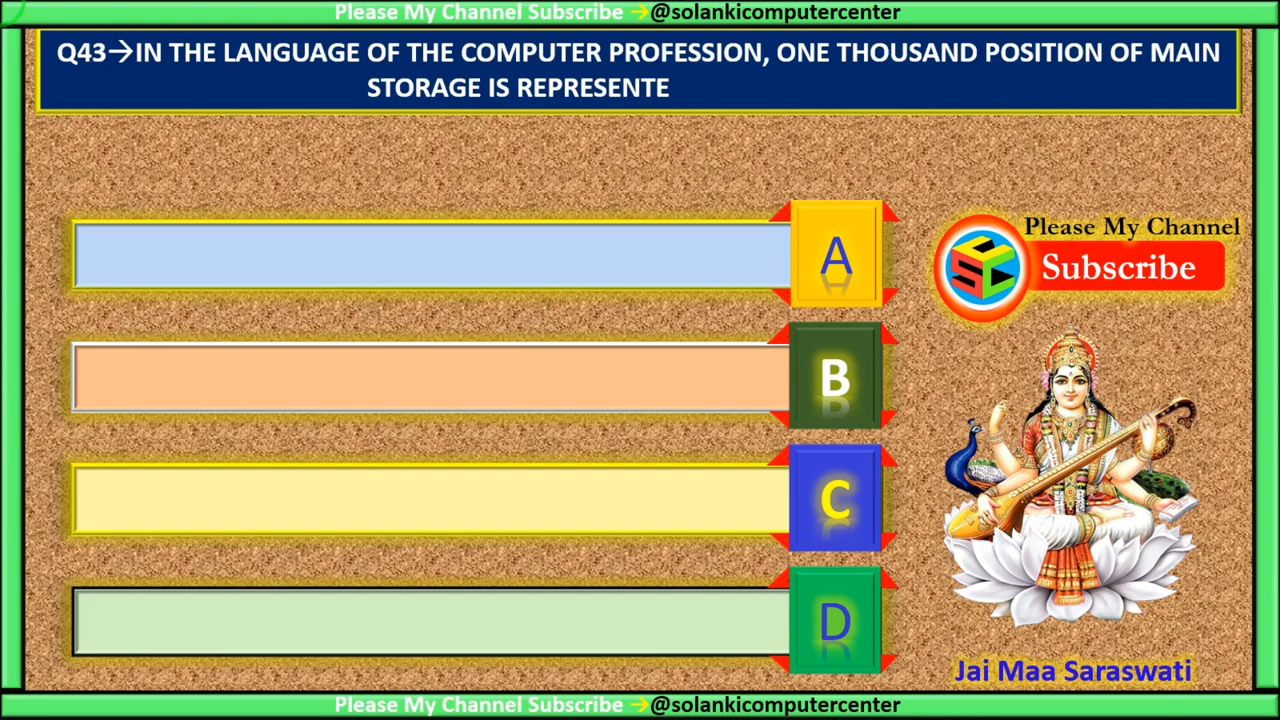 Please My Channel Subscribe →@solankicomputercenter
Q43→IN THE LANGUAGE OF THE COMPUTER PROFESSION, ONE THOUSAND POSITION OF MAIN
STORAGE IS REPRESENTE
A
Please My Channel
SCC
Subscribe
B
C
D
Jai Maa Saraswati
Please My Channel Subscribe →@solankicomputercenter